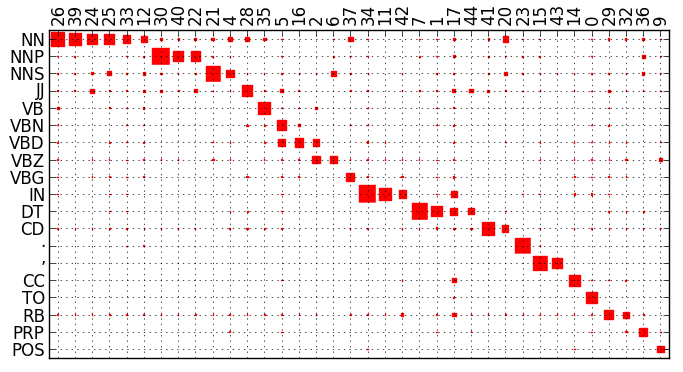 26 39 24 25 33 12 30 40 22 21 4 28 35 5 16 2 6 37 34 11 42 7 1 17 44 41 20 23 15 43 14 0 29 32 36 9
NN
NNP
NNS
JJ
VB
VBN
VBD
VBZ
VBG
IN
DT
CD
.
,
CC
TO
RB
PRP
POS